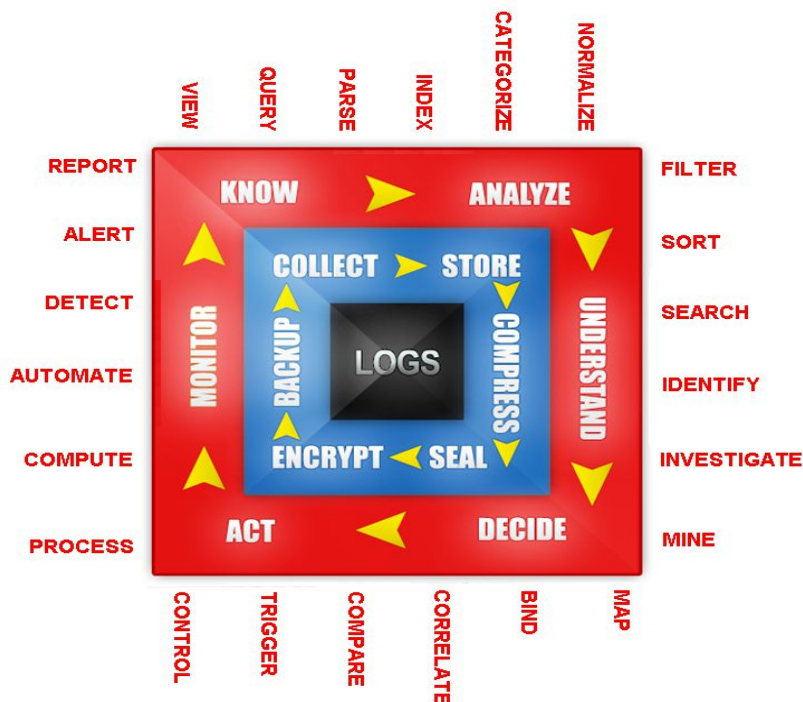 VIEW
QUERY
PARSE
INDEX
CATEGORIZE
NORMALIZE
REPORT
ALERT
DETECT
AUTOMATE
COMPUTE
PROCESS
KNOW
ANALYZE
UNDERSTAND
DECIDE
ACT
MONITOR
COLLECT
STORE
COMPRESS
SEAL
ENCRYPT
BACKUP
LOGS
FILTER
SORT
SEARCH
IDENTIFY
INVESTIGATE
MINE
CONTROL
TRIGGER
COMPARE
CORRELATE
BIND
MAP